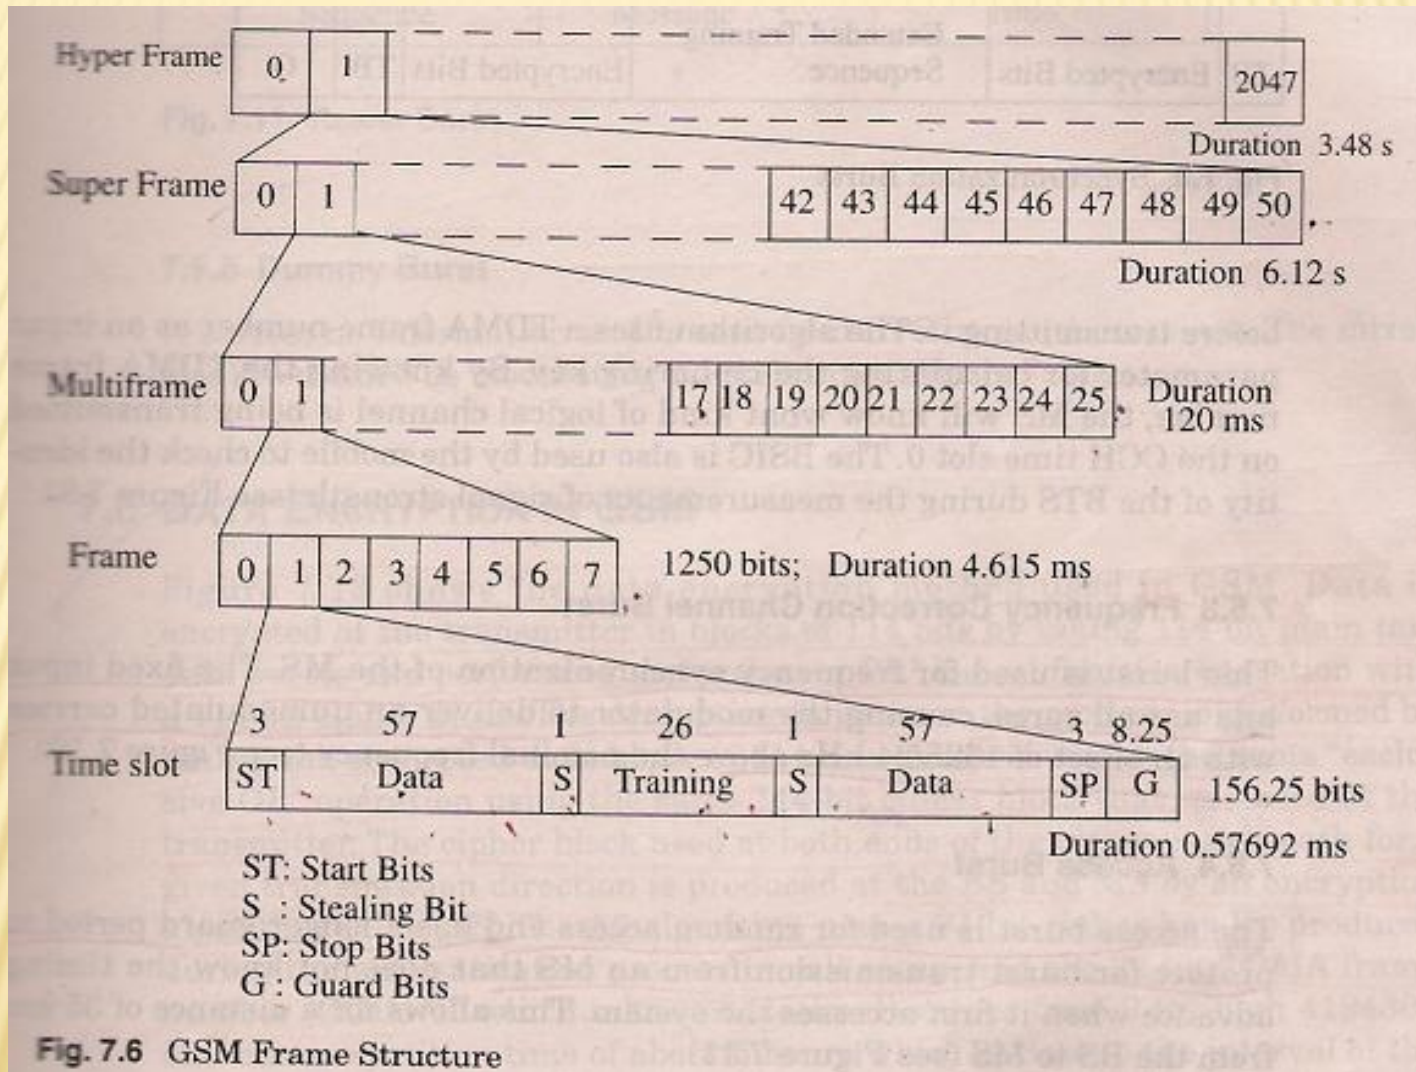 Hyper Frame 0 1 2047
Duration 3.48 s
Super Frame 0 1 42 43 44 45 46 47 48 49 50
Duration 6.12 s
Multiframe 0 1 17 18 19 20 21 22 23 24 25 Duration
120 ms
Frame 0 1 2 3 4 5 6 7 1250 bits; Duration 4.615 ms
3 57 1 26 1 57 3 8.25
Time slot ST Data S Training S Data SP G 156.25 bits
Duration 0.57692 ms
ST: Start Bits
S : Stealing Bit
SP: Stop Bits
G : Guard Bits
Fig. 7.6 GSM Frame Structure